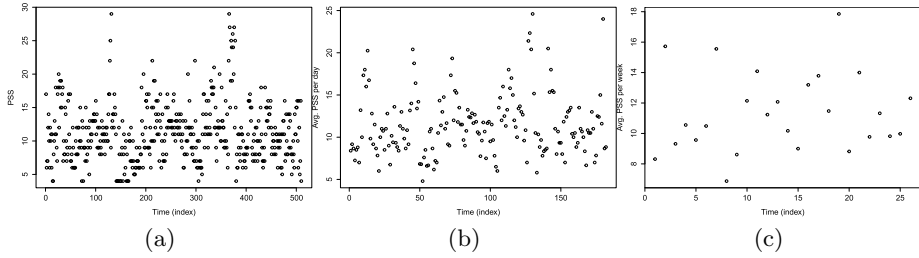 PSS
30
25
20
15
10
5
0 100 200 300 400 500
Time (index)
(a)
Avg. PSS per day
25
20
15
10
5
0 50 100 150
Time (index)
(b)
Avg. PSS per week
18
16
14
12
10
8
0 5 10 15 20 25
Time (index)
(c)